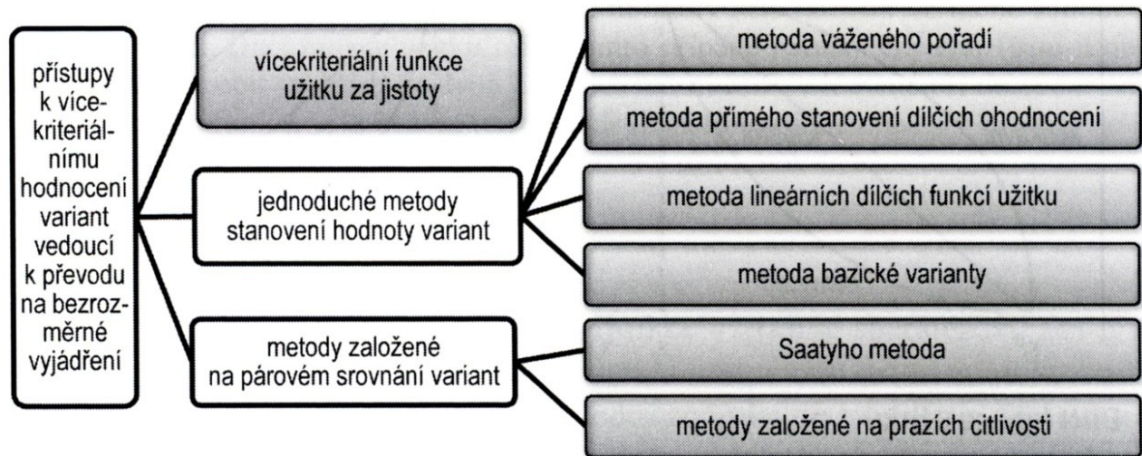 přístupy
k více-
kriteriál-
nímu
hodnocení
variant
vedoucí
k převodu
na bezroz-
měrné
vyjádření
vícekriteriální funkce
užitku za jistoty
jednoduché metody
stanovení hodnoty variant
metody založené
na párovém srovnání variant
metoda váženého pořadí
metoda přímého stanovení dílčích ohodnocení
metoda lineárních dílčích funkcí užitku
metoda bazické varianty
Saatyho metoda
metody založené na prazích citlivosti